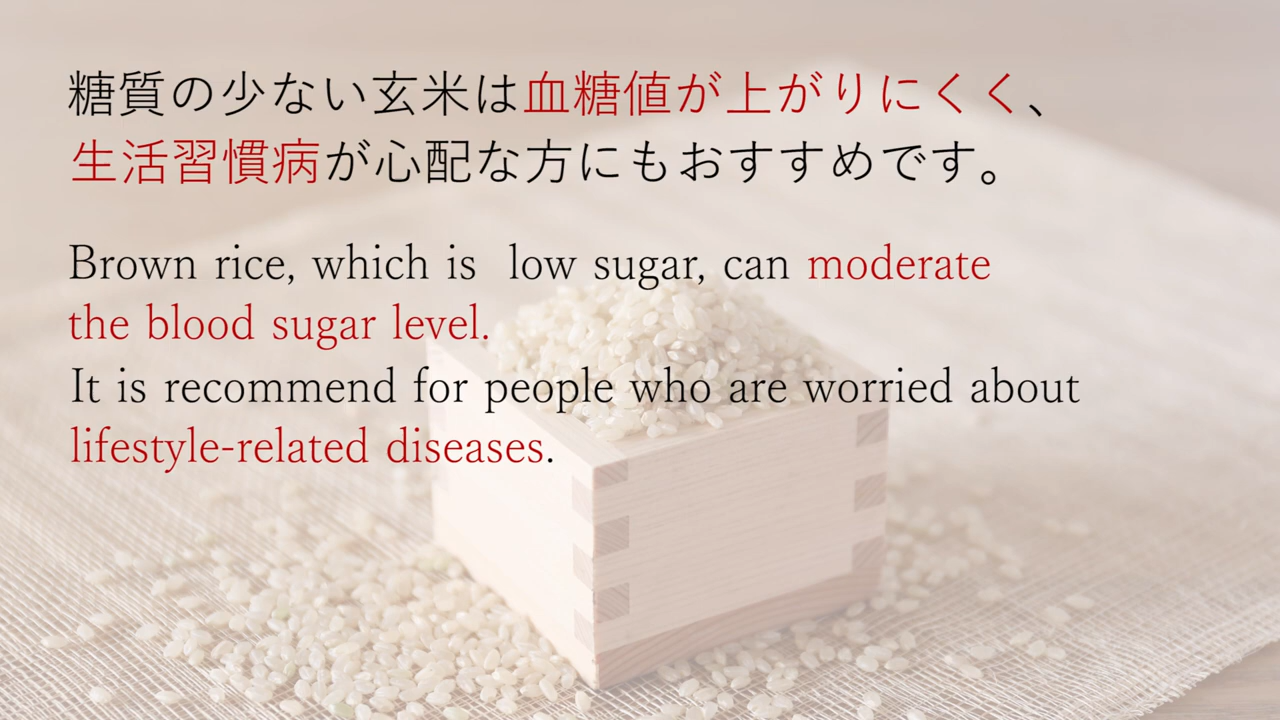 糖質の少ない玄米は血糖値が上がりにくく、
生活習慣病が心配な方にもおすすめです。
Brown rice, which is  low sugar, can moderate
the blood sugar level.
It is recommend for people who are worried about
lifestyle-related diseases.